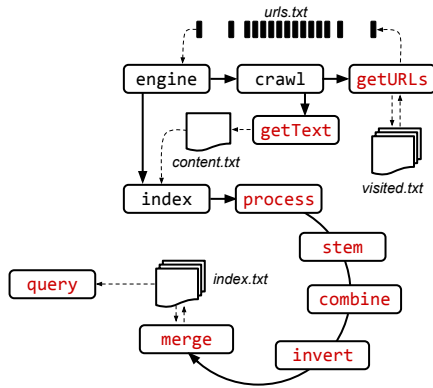 urls.txt
engine
crawl
getURLs
getText
content.txt
visited.txt
index
process
stem
query
index.txt
combine
merge
invert